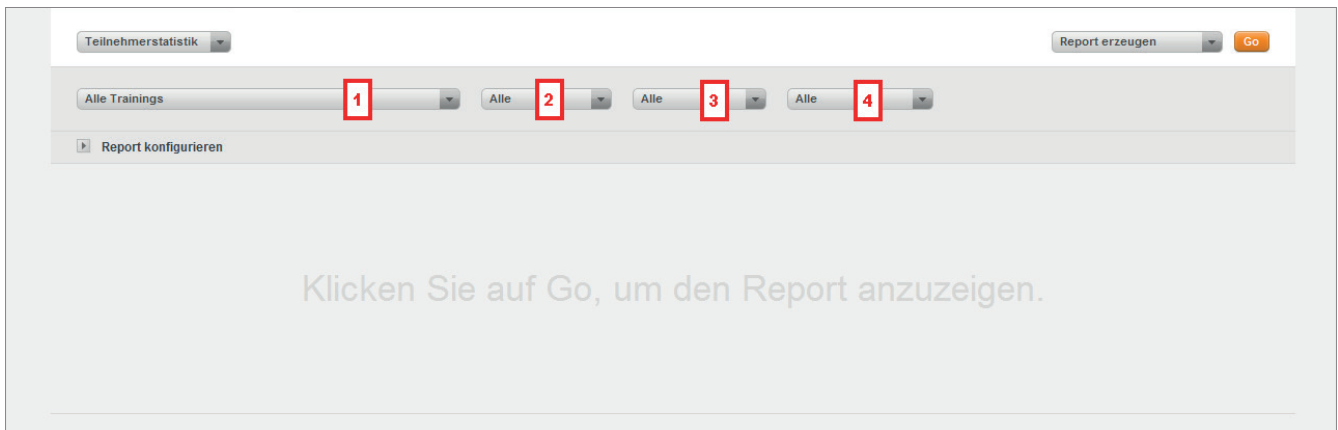 Teilnehmerstatistik Report erzeugen Go
Alle Trainings 1 Alle 2 Alle 3 Alle 4
Report konfigurieren
Klicken Sie auf Go, um den Report anzuzeigen.